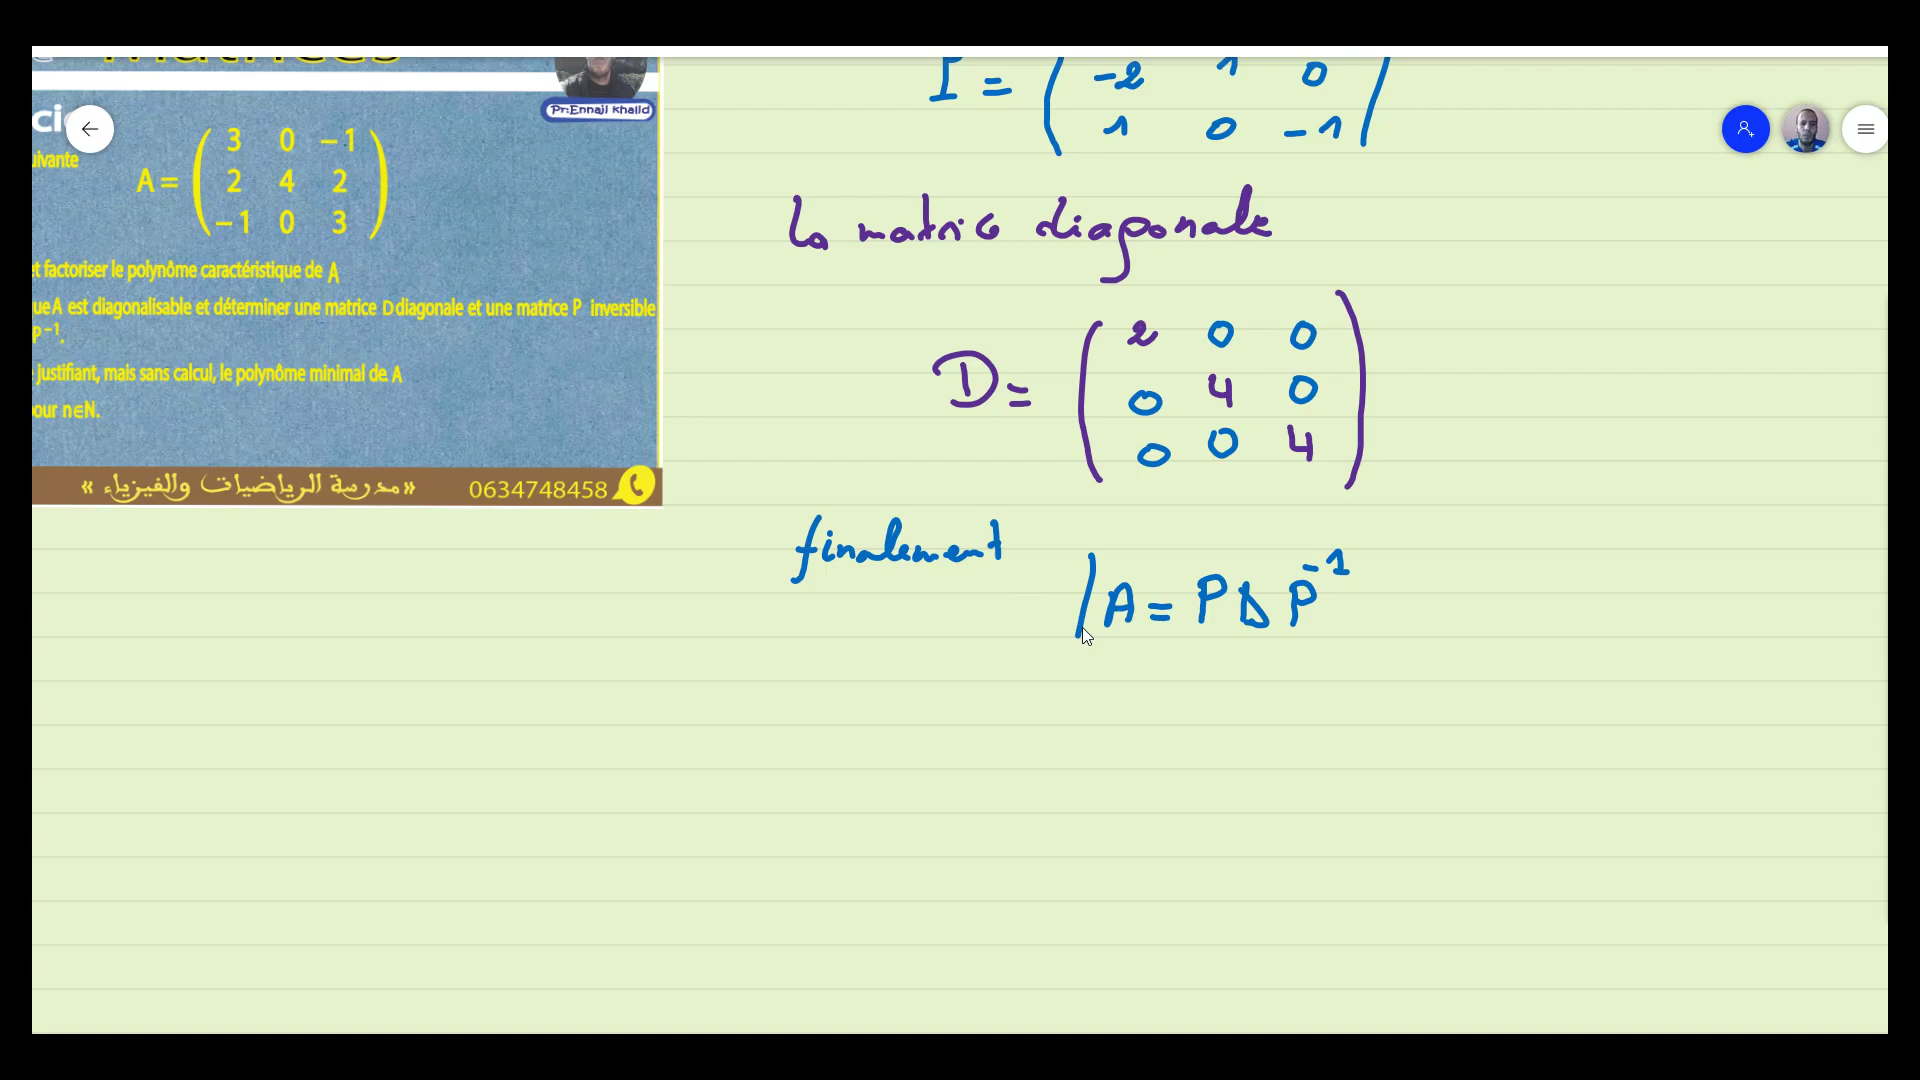 Pr:Ennaji khalid
A = ( 3 0 -1
2 4 2
-1 0 3 )
uivante
et factoriser le polynôme caractéristique de A
ue A est diagonalisable et déterminer une matrice D diagonale et une matrice P inversible
P⁻¹.
justifiant, mais sans calcul, le polynôme minimal de A
pour n∈N.
« مدرسة الرياضيات والفيزياء » 0634748458
-2 1 0
1 0 -1
la matrice diagonale
D = ( 2 0 0
0 4 0
0 0 4 )
finalement
A = P D P⁻¹